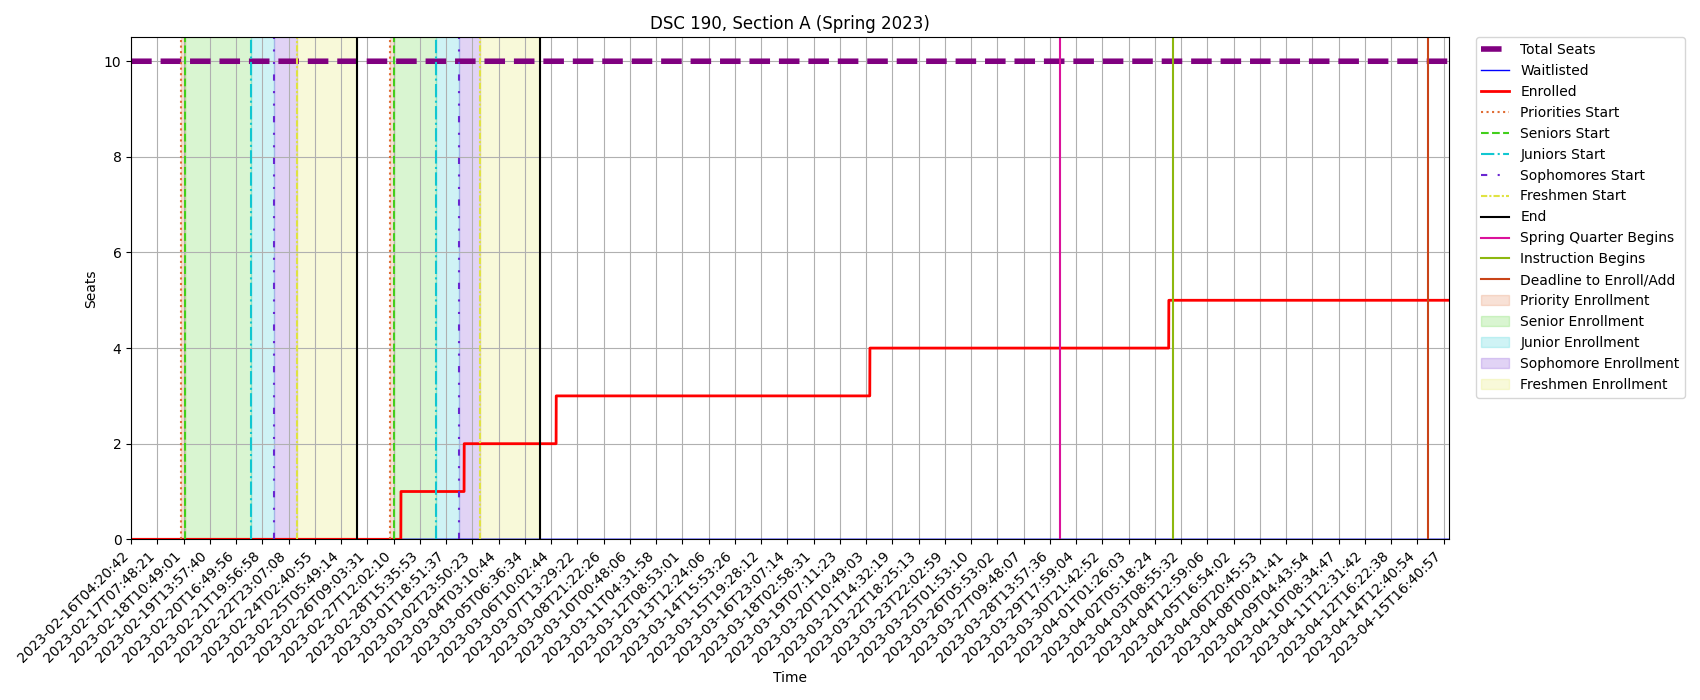 DSC 190, Section A (Spring 2023)
10
8
6
4
2
0
Seats
2023-02-16T04:20:42
2023-02-17T07:48:21
2023-02-18T10:49:01
2023-02-19T13:57:40
2023-02-20T16:49:56
2023-02-21T19:56:58
2023-02-22T23:07:08
2023-02-24T02:40:55
2023-02-25T05:49:14
2023-02-26T09:03:31
2023-02-27T12:02:10
2023-02-28T15:35:53
2023-03-01T18:51:37
2023-03-02T23:50:23
2023-03-04T03:10:44
2023-03-05T06:36:34
2023-03-06T10:02:44
2023-03-07T13:29:22
2023-03-08T21:22:26
2023-03-10T00:48:06
2023-03-11T04:31:58
2023-03-12T08:53:01
2023-03-13T12:24:06
2023-03-14T15:53:26
2023-03-15T19:28:12
2023-03-16T23:07:14
2023-03-18T02:58:31
2023-03-19T07:11:23
2023-03-20T10:49:03
2023-03-21T14:32:19
2023-03-22T18:25:13
2023-03-23T22:02:59
2023-03-25T01:53:10
2023-03-26T05:53:02
2023-03-27T09:48:07
2023-03-28T13:57:36
2023-03-29T17:59:04
2023-03-30T21:42:52
2023-04-01T01:26:03
2023-04-02T05:18:24
2023-04-03T08:55:32
2023-04-04T12:59:06
2023-04-05T16:54:02
2023-04-06T20:45:53
2023-04-08T00:41:41
2023-04-09T04:43:54
2023-04-10T08:34:47
2023-04-11T12:31:42
2023-04-12T16:22:38
2023-04-14T12:40:54
2023-04-15T16:40:57
Time
Total Seats
Waitlisted
Enrolled
Priorities Start
Seniors Start
Juniors Start
Sophomores Start
Freshmen Start
End
Spring Quarter Begins
Instruction Begins
Deadline to Enroll/Add
Priority Enrollment
Senior Enrollment
Junior Enrollment
Sophomore Enrollment
Freshmen Enrollment